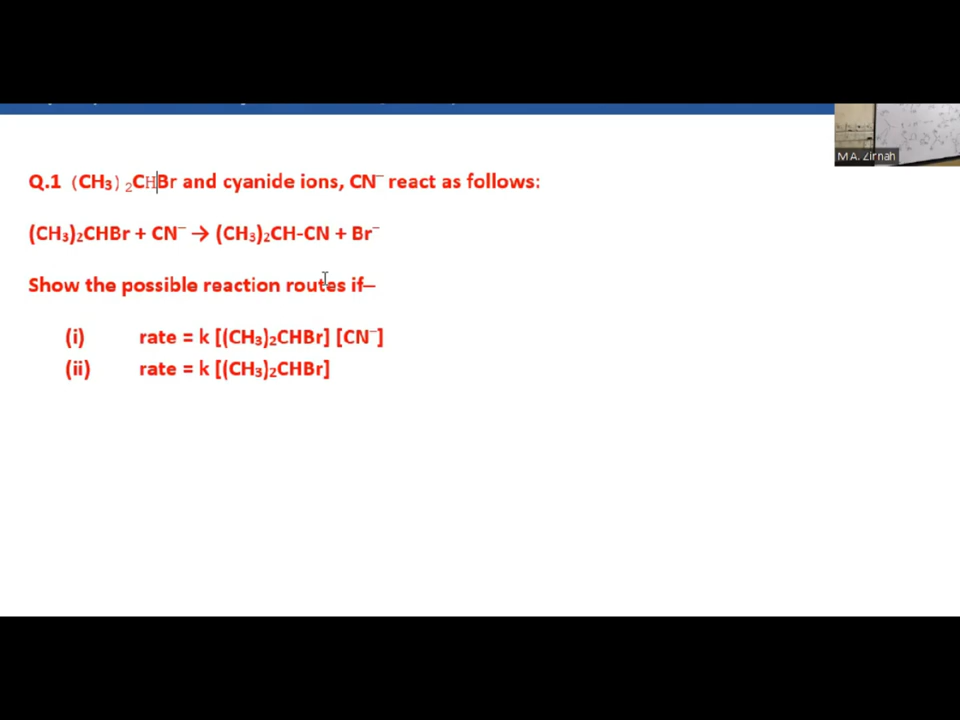 M.A. Zirnah
Q.1 (CH₃) ₂CHBr and cyanide ions, CN⁻ react as follows:
(CH₃)₂CHBr + CN⁻ → (CH₃)₂CH-CN + Br⁻
Show the possible reaction routes if–
(i) rate = k [(CH₃)₂CHBr] [CN⁻]
(ii) rate = k [(CH₃)₂CHBr]